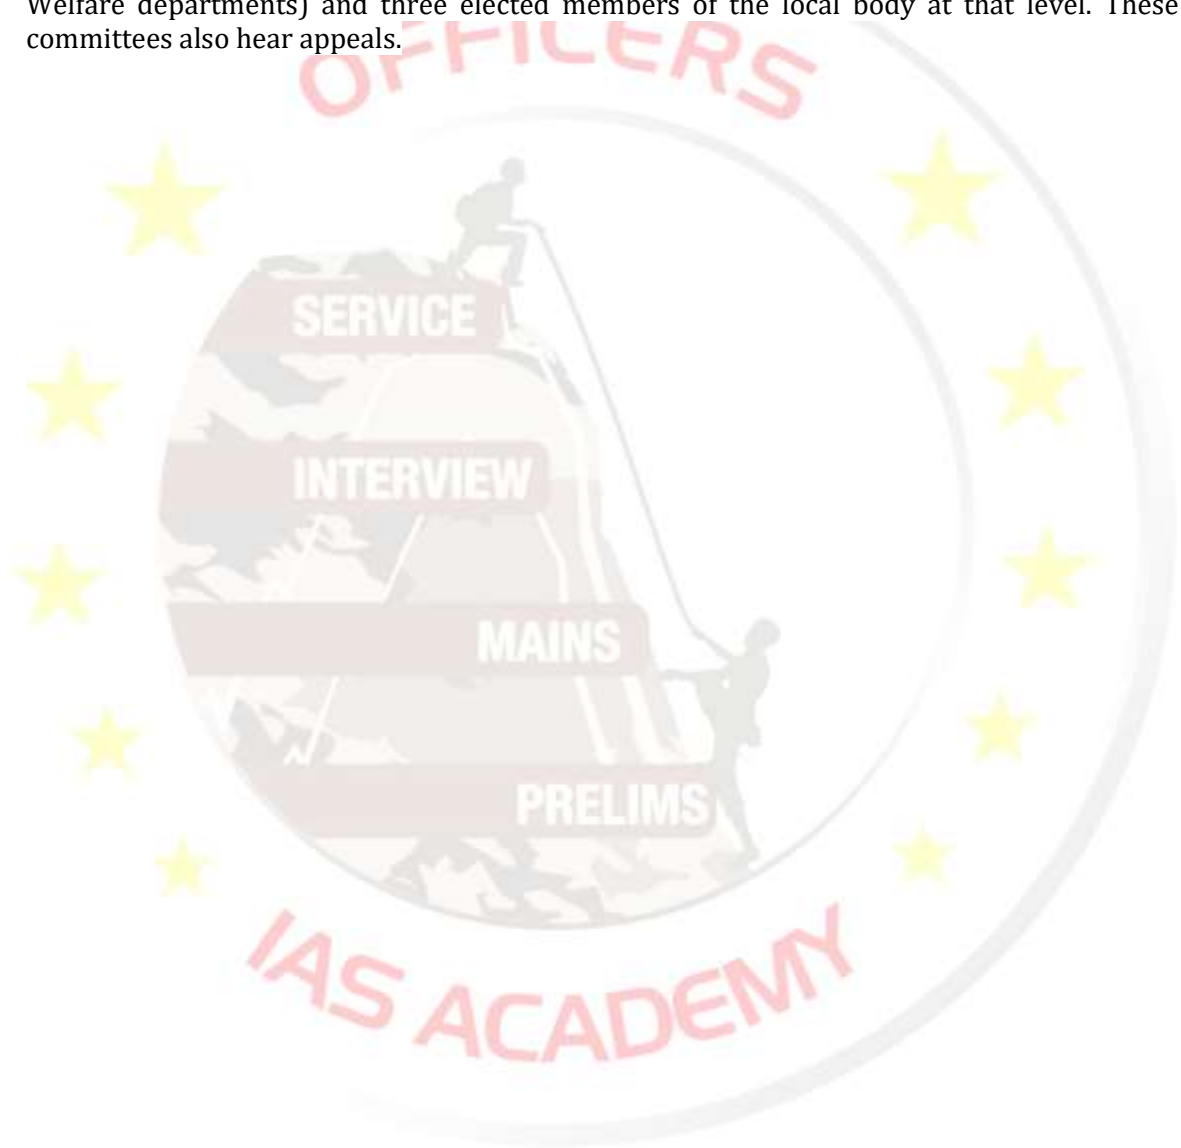 Welfare departments) and three elected members of the local body at that level. These
committees also hear appeals.
OFFICERS
SERVICE
INTERVIEW
MAINS
PRELIMS
IAS ACADEMY